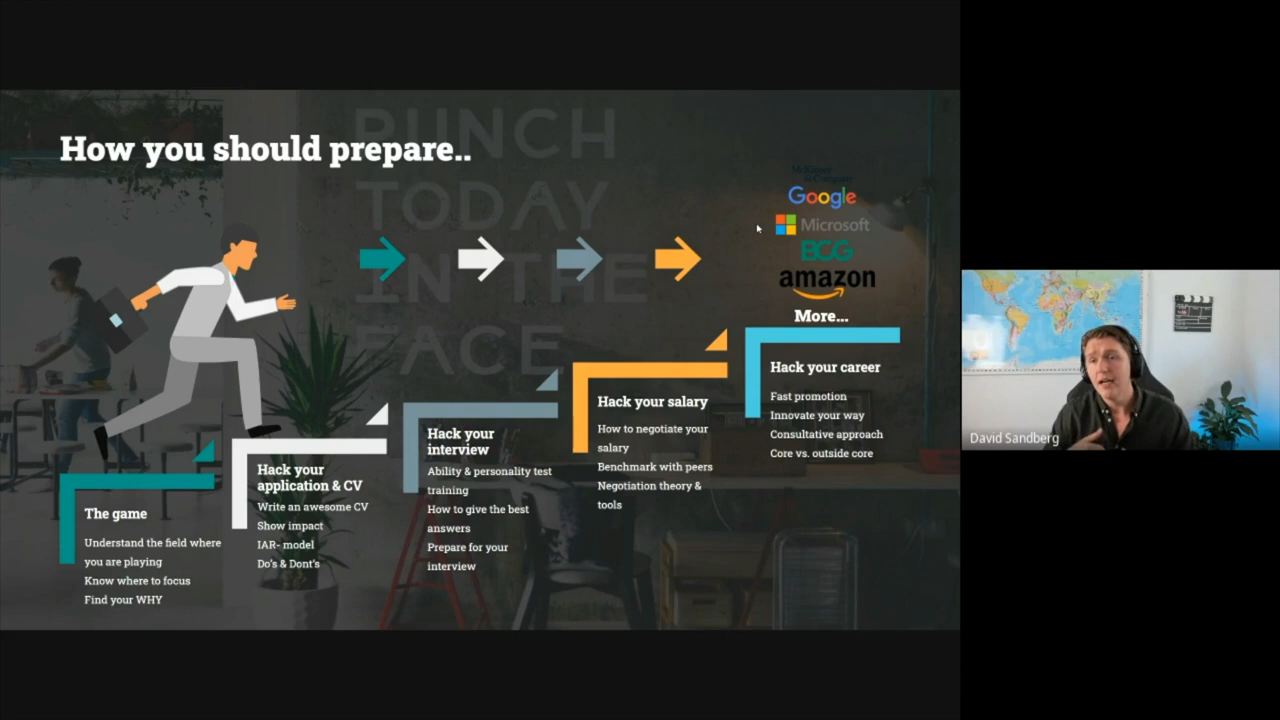 How you should prepare..
PUNCH
TODAY
IN THE
FACE
McKinsey
& Company
Google
Microsoft
BCG
amazon
More...
The game
Understand the field where
you are playing
Know where to focus
Find your WHY
Hack your
application & CV
Write an awesome CV
Show impact
IAR- model
Do's & Dont's
Hack your
interview
Ability & personality test
training
How to give the best
answers
Prepare for your
interview
Hack your salary
How to negotiate your
salary
Benchmark with peers
Negotiation theory &
tools
Hack your career
Fast promotion
Innovate your way
Consultative approach
Core vs. outside core
David Sandberg